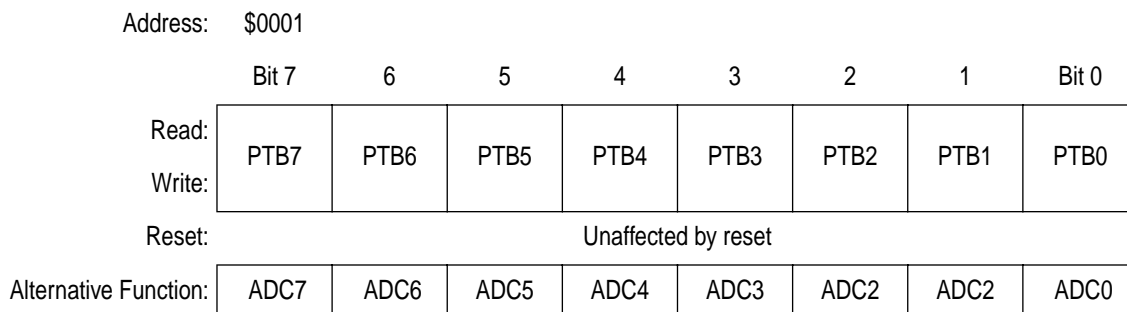 Address: $0001
Bit 7 6 5 4 3 2 1 Bit 0
Read:
PTB7 PTB6 PTB5 PTB4 PTB3 PTB2 PTB1 PTB0
Write:
Reset: Unaffected by reset
Alternative Function: ADC7 ADC6 ADC5 ADC4 ADC3 ADC2 ADC2 ADC0